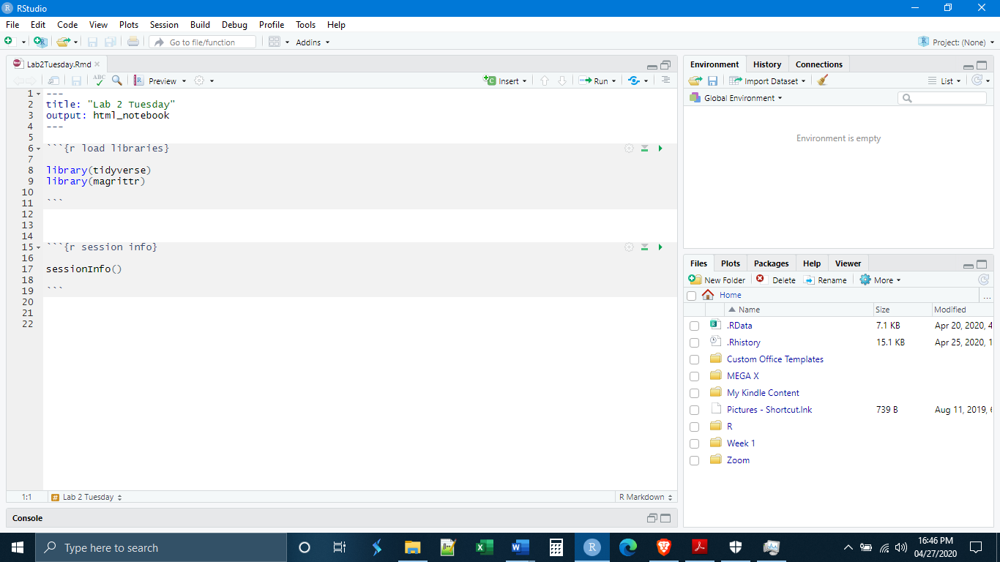 RStudio
File Edit Code View Plots Session Build Debug Profile Tools Help
Go to file/function Addins Project: (None)
Lab2Tuesday.Rmd
ABC Preview Insert Run
1 ---
2 title: "Lab 2 Tuesday"
3 output: html_notebook
4 ---
5
6 ```{r load libraries}
7
8 library(tidyverse)
9 library(magrittr)
10
11 ```
12
13
14
15 ```{r session info}
16
17 sessionInfo()
18
19 ```
20
21
22
1:1 # Lab 2 Tuesday R Markdown
Console
Environment History Connections
Import Dataset List
Global Environment
Environment is empty
Files Plots Packages Help Viewer
New Folder Delete Rename More
Home ...
Name Size Modified
.RData 7.1 KB Apr 20, 2020, 4
.Rhistory 15.1 KB Apr 25, 2020, 1
Custom Office Templates
MEGA X
My Kindle Content
Pictures - Shortcut.lnk 739 B Aug 11, 2019, 6
R
Week 1
Zoom
Type here to search
16:46 PM
04/27/2020